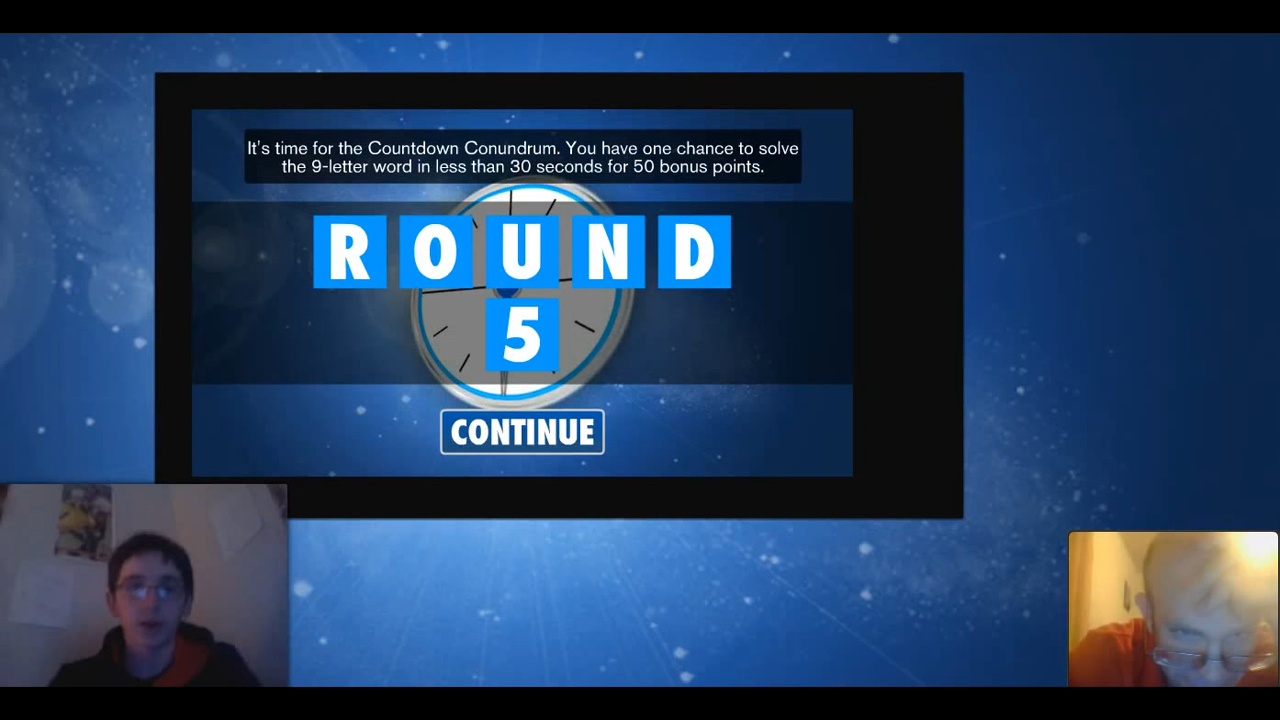 It's time for the Countdown Conundrum. You have one chance to solve
the 9-letter word in less than 30 seconds for 50 bonus points.
ROUND
5
CONTINUE